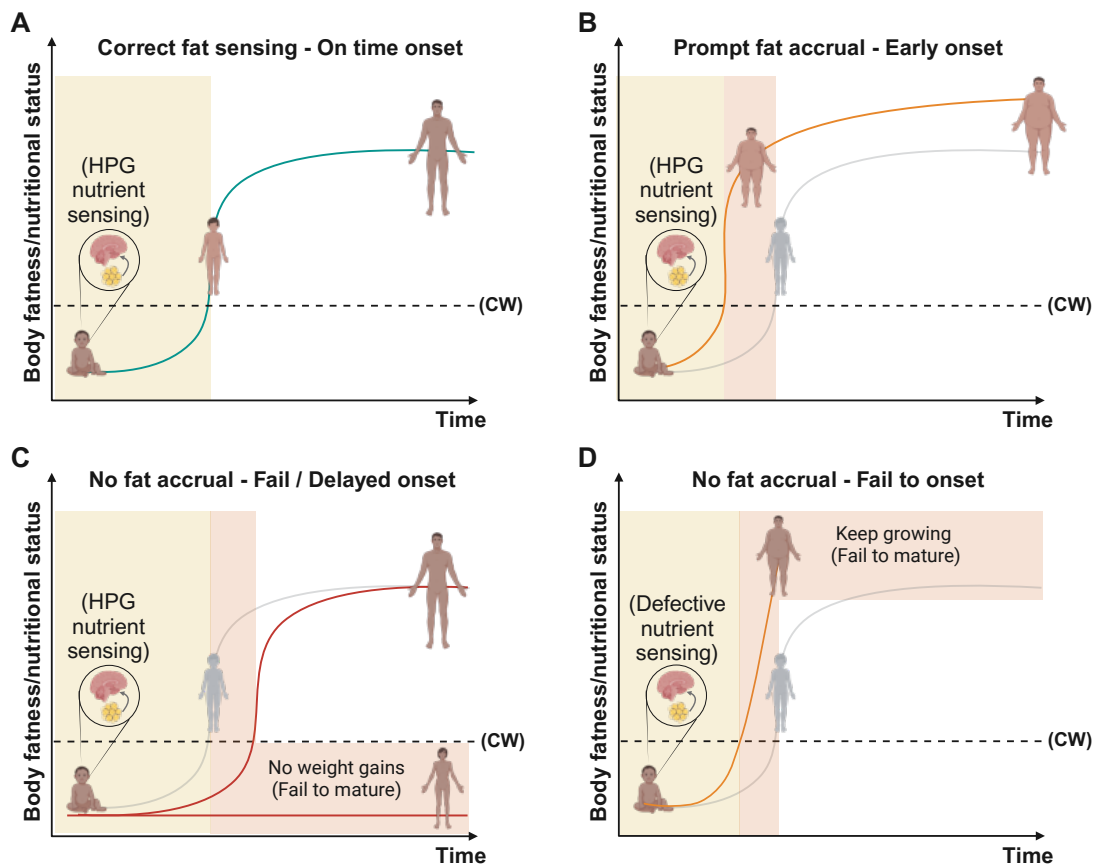 A
Correct fat sensing - On time onset
Body fatness/nutritional status
(HPG
nutrient
sensing)
(CW)
Time
B
Prompt fat accrual - Early onset
Body fatness/nutritional status
(HPG
nutrient
sensing)
(CW)
Time
C
No fat accrual - Fail / Delayed onset
Body fatness/nutritional status
(HPG
nutrient
sensing)
(CW)
No weight gains
(Fail to mature)
Time
D
No fat accrual - Fail to onset
Body fatness/nutritional status
Keep growing
(Fail to mature)
(Defective
nutrient
sensing)
(CW)
Time